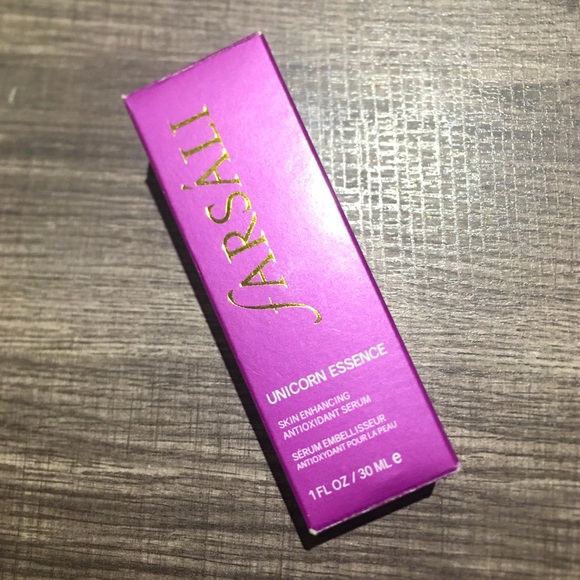 fARSÁLI
UNICORN ESSENCE
SKIN ENHANCING
ANTIOXIDANT SERUM
SÉRUM EMBELLISSEUR
ANTIOXYDANT POUR LA PEAU
1 FL OZ / 30 ML e